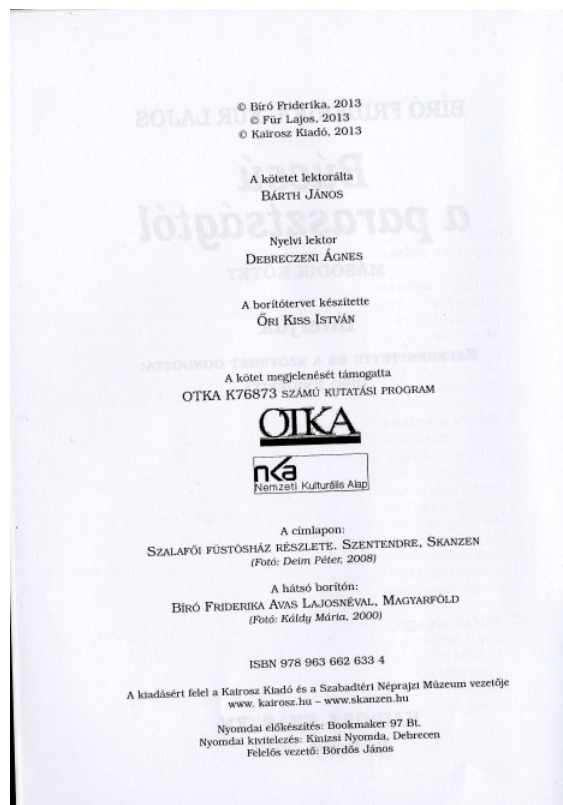 © Bíró Friderika, 2013
© Für Lajos, 2013
© Kairosz Kiadó, 2013
A kötetet lektorálta
BÁRTH JÁNOS
Nyelvi lektor
DEBRECZENI ÁGNES
A borítótervet készítette
ŐRI KISS ISTVÁN
A kötet megjelenését támogatta
OTKA K76873 SZÁMÚ KUTATÁSI PROGRAM
OTKA
nka
Nemzeti Kulturális Alap
A címlapon:
SZALAFŐI FÜSTÖSHÁZ RÉSZLETE. SZENTENDRE, SKANZEN
(Fotó: Deim Péter, 2008)
A hátsó borítón:
BÍRÓ FRIDERIKA AVAS LAJOSNÉVAL, MAGYARFÖLD
(Fotó: Káldy Mária, 2000)
ISBN 978 963 662 633 4
A kiadásért felel a Kairosz Kiadó és a Szabadtéri Néprajzi Múzeum vezetője
www. kairosz.hu – www.skanzen.hu
Nyomdai előkészítés: Bookmaker 97 Bt.
Nyomdai kivitelezés: Kinizsi Nyomda, Debrecen
Felelős vezető: Bördős János